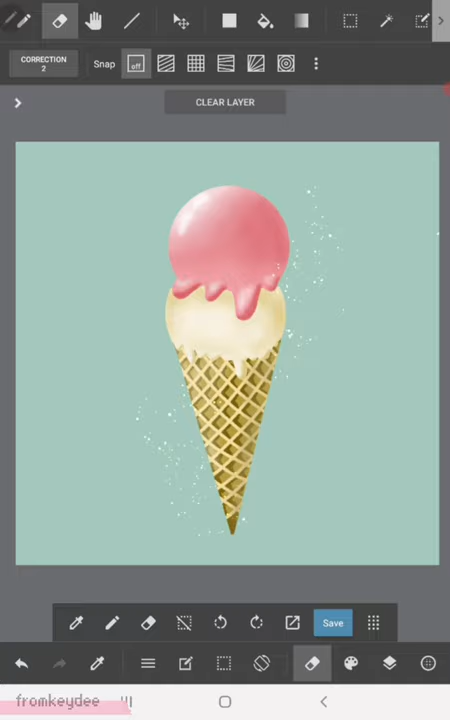 CORRECTION
2
Snap
off
CLEAR LAYER
Save
fromkeydee